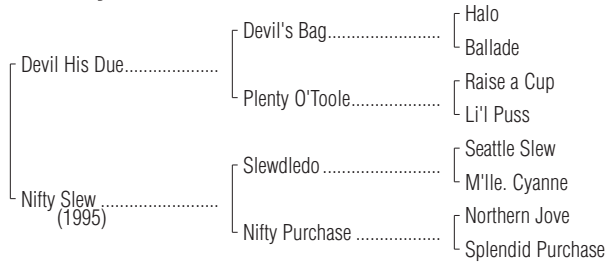 Halo
Devil's Bag.......................
Ballade
Devil His Due...................
Raise a Cup
Plenty O'Toole..................
Li'l Puss
Seattle Slew
Slewdledo ........................
M'lle. Cyanne
Nifty Slew ........................
(1995)
Northern Jove
Nifty Purchase .................
Splendid Purchase